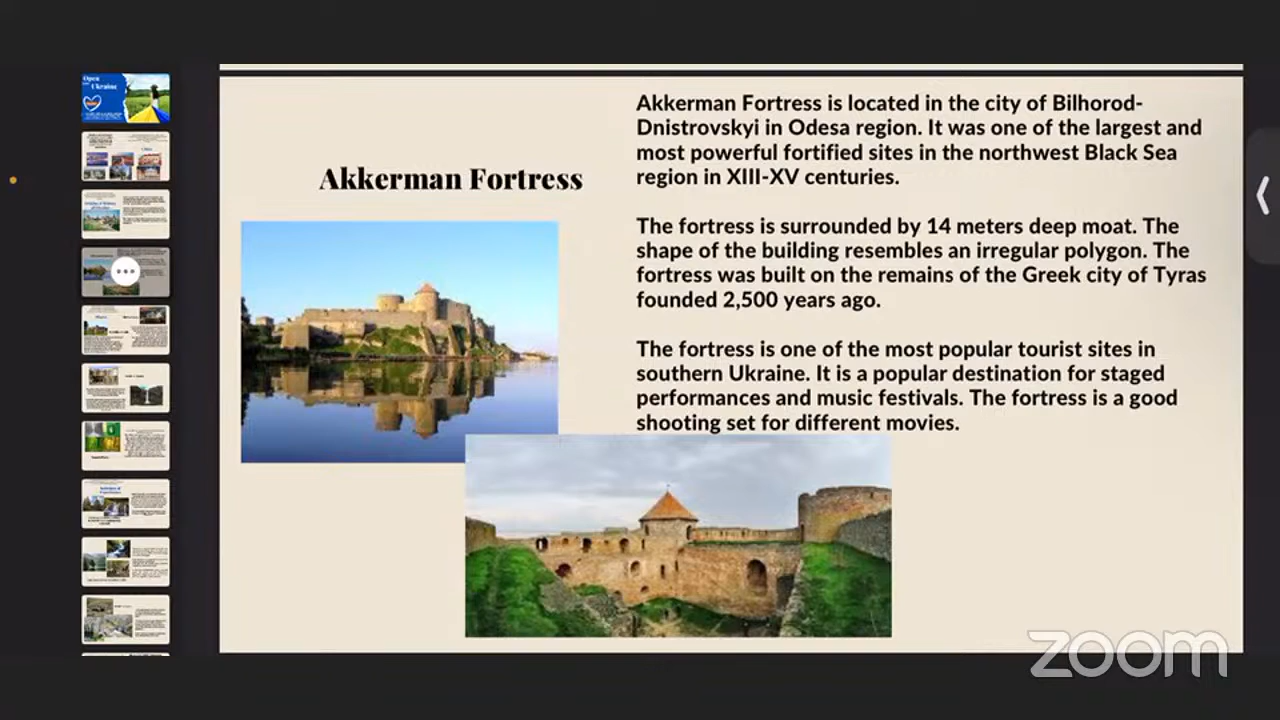 Open
Ukraine
Akkerman Fortress
Akkerman Fortress is located in the city of Bilhorod-
Dnistrovskyi in Odesa region. It was one of the largest and
most powerful fortified sites in the northwest Black Sea
region in XIII-XV centuries.
The fortress is surrounded by 14 meters deep moat. The
shape of the building resembles an irregular polygon. The
fortress was built on the remains of the Greek city of Tyras
founded 2,500 years ago.
The fortress is one of the most popular tourist sites in
southern Ukraine. It is a popular destination for staged
performances and music festivals. The fortress is a good
shooting set for different movies.
zoom